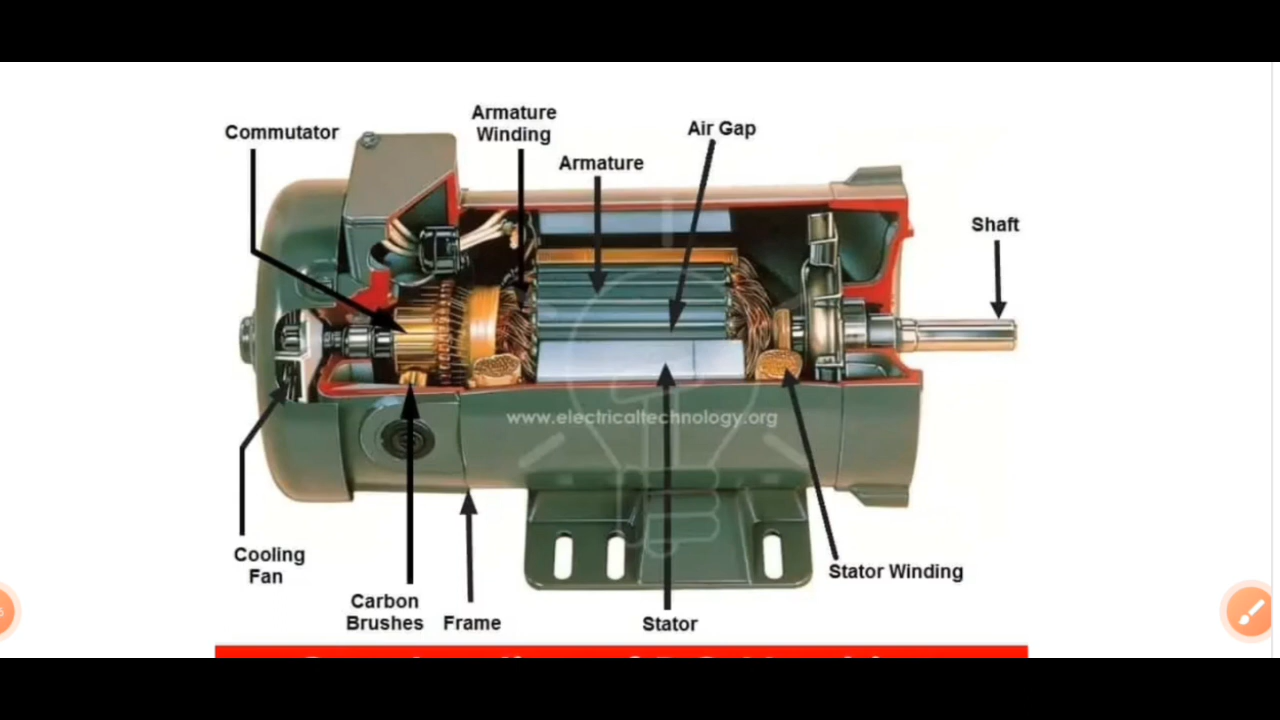 Armature
Winding
Commutator
Air Gap
Armature
Shaft
www.electricaltechnology.org
Cooling
Fan
Stator Winding
Carbon
Brushes
Frame
Stator